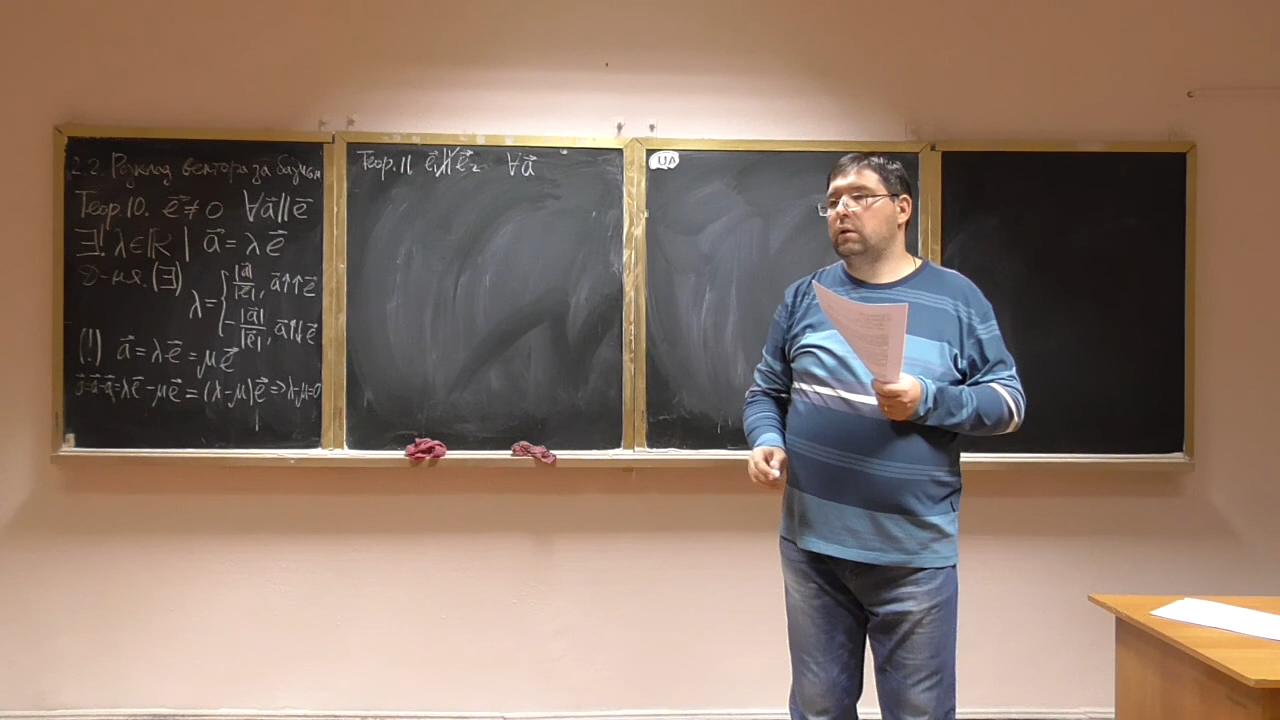 2.2. Розклад вектора за базисом
Теор. 10. e⃗ ≠ 0 ∀a⃗ || e⃗
∃! λ ∈ ℝ | a⃗ = λe⃗
Д-ня. (∃) λ = { |a⃗|/|e⃗|, a⃗↑↑e⃗
-|a⃗|/|e⃗|, a⃗↑↓e⃗
(!) a⃗ = λe⃗ = μe⃗
0⃗ = a⃗ - a⃗ = λe⃗ - μe⃗ = (λ-μ)e⃗ ⇒ λ-μ=0
Теор. 11 e⃗₁ ∦ e⃗₂ ∀a⃗
UA